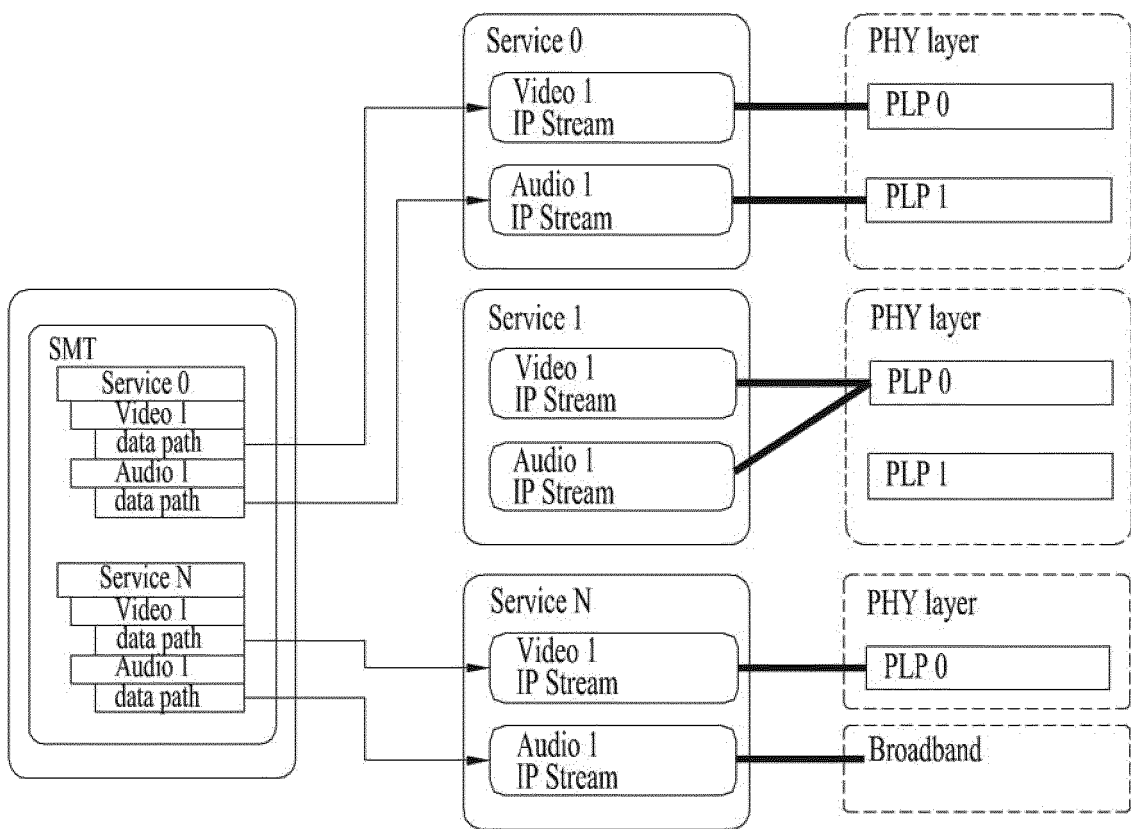 Service 0
Video 1
IP Stream
Audio 1
IP Stream
PHY layer
PLP 0
PLP 1
SMT
Service 0
Video 1
data path
Audio 1
data path
Service N
Video 1
data path
Audio 1
data path
Service 1
Video 1
IP Stream
Audio 1
IP Stream
PHY layer
PLP 0
PLP 1
Service N
Video 1
IP Stream
Audio 1
IP Stream
PHY layer
PLP 0
Broadband